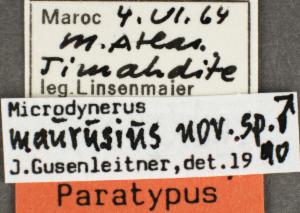 Maroc 4.VI.64
M. Atlas.
Timahdite
leg. Linsenmaier
Microdynerus ♂
maurusius nov. sp.
J.Gusenleitner,det.19 90
Paratypus